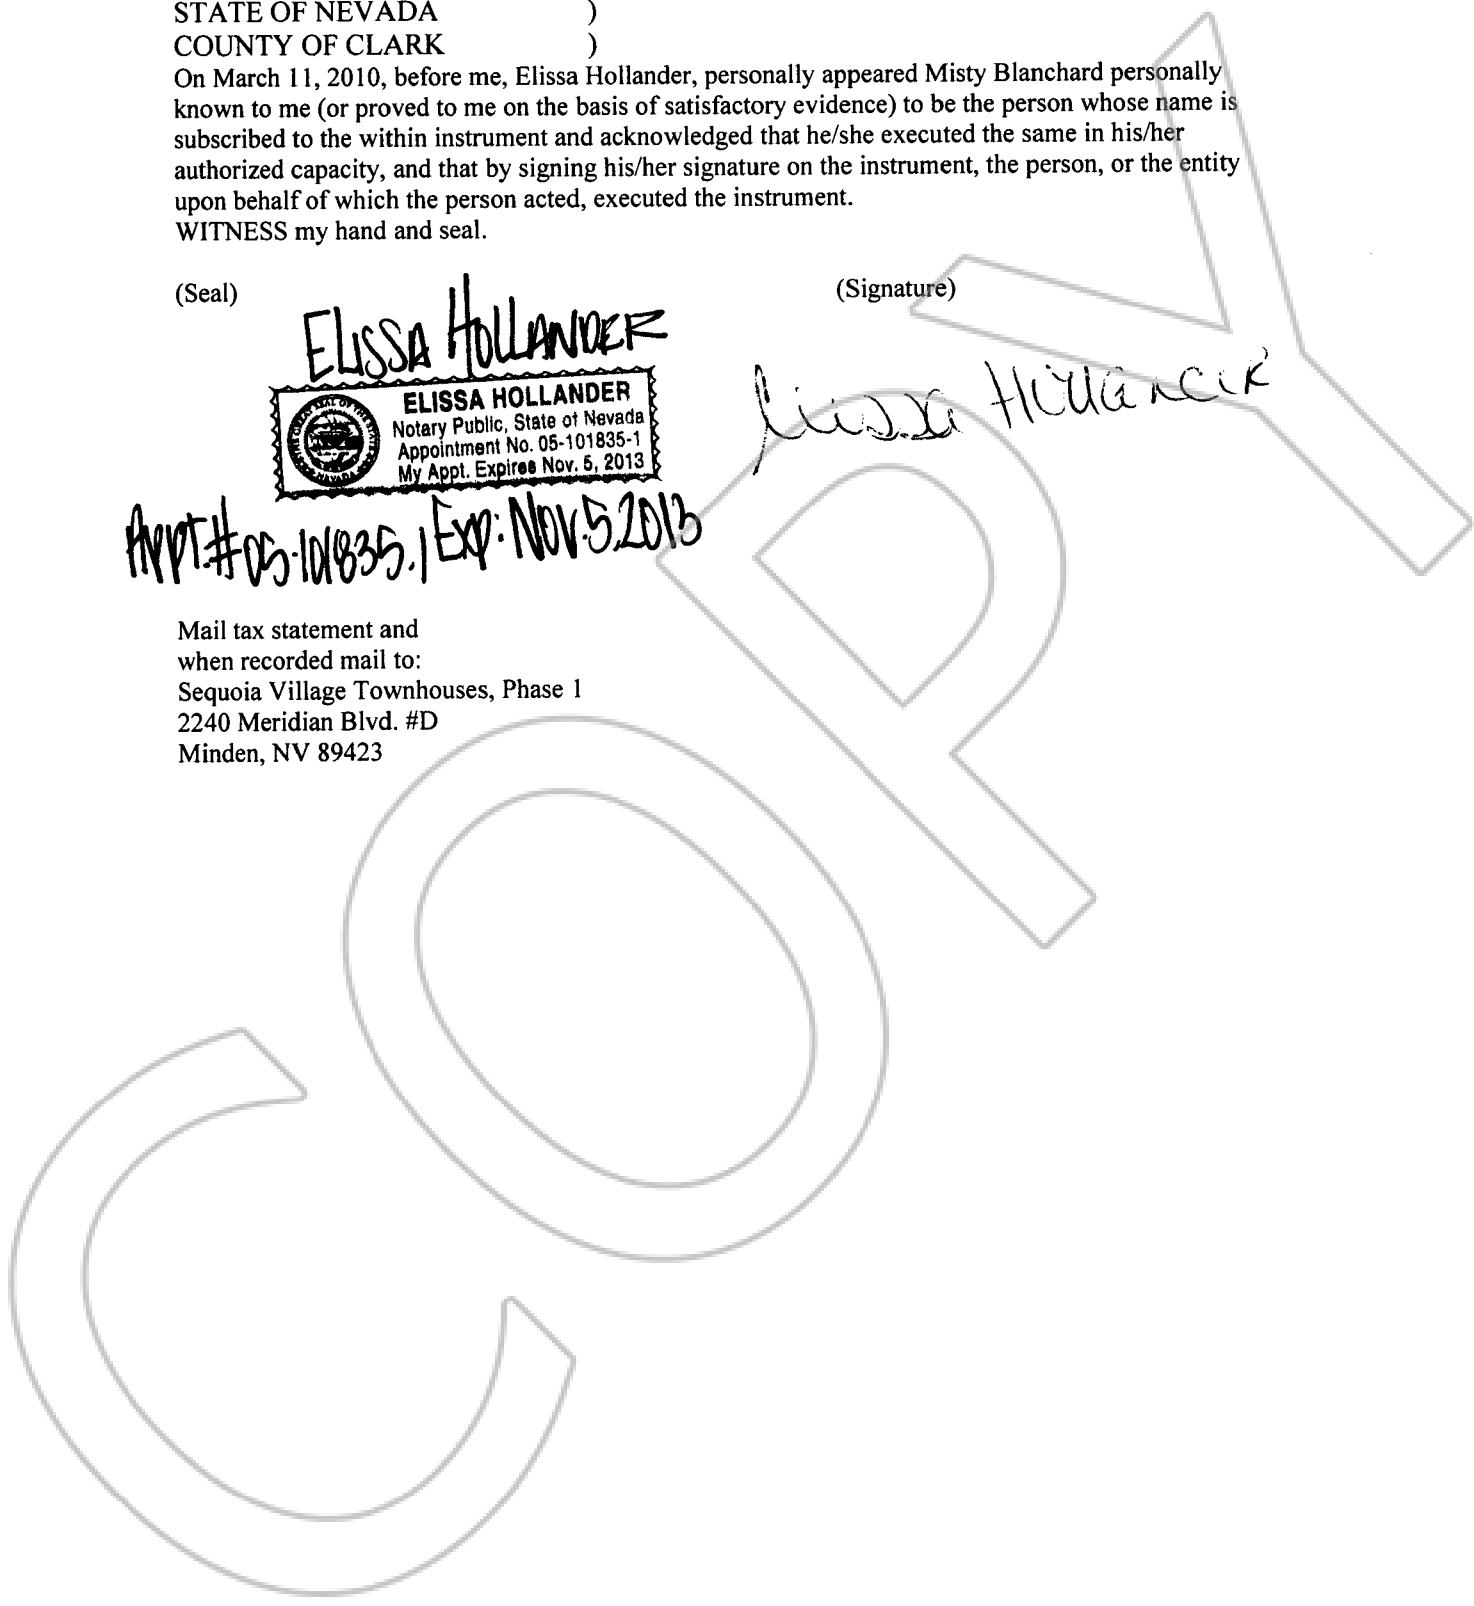 STATE OF NEVADA )
COUNTY OF CLARK )
On March 11, 2010, before me, Elissa Hollander, personally appeared Misty Blanchard personally
known to me (or proved to me on the basis of satisfactory evidence) to be the person whose name is
subscribed to the within instrument and acknowledged that he/she executed the same in his/her
authorized capacity, and that by signing his/her signature on the instrument, the person, or the entity
upon behalf of which the person acted, executed the instrument.
WITNESS my hand and seal.
(Seal) (Signature)
ELISSA HOLLANDER
Elissa Hollander
ELISSA HOLLANDER
Notary Public, State of Nevada
Appointment No. 05-101835-1
My Appt. Expires Nov. 5, 2013
Appt.# 05-101835.1 Exp: Nov. 5, 2013
Mail tax statement and
when recorded mail to:
Sequoia Village Townhouses, Phase 1
2240 Meridian Blvd. #D
Minden, NV 89423
COPY